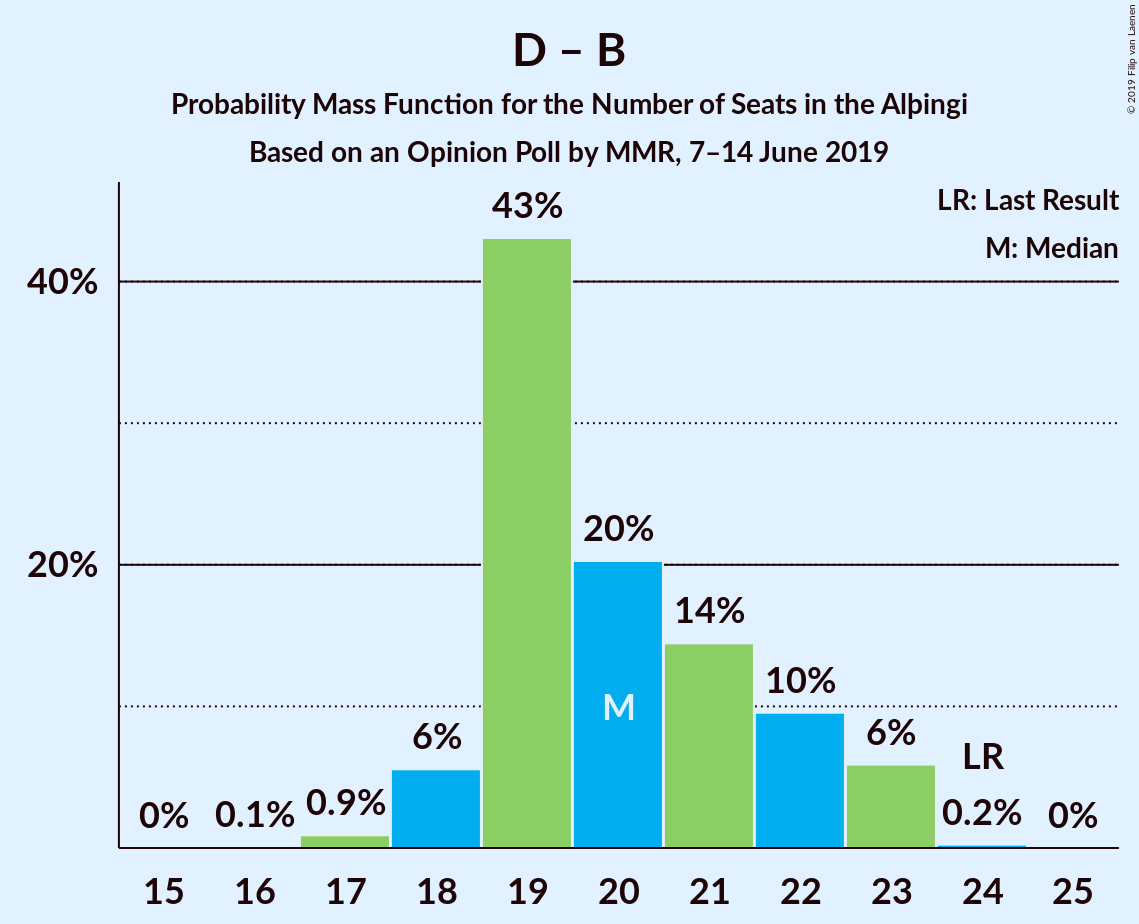 D – B
Probability Mass Function for the Number of Seats in the Alþingi
Based on an Opinion Poll by MMR, 7–14 June 2019
© 2019 Filip van Laenen
LR: Last Result
M: Median
40%
20%
0%
0.1%
0.9%
6%
43%
20%
M
14%
10%
6%
LR
0.2%
0%
15 16 17 18 19 20 21 22 23 24 25